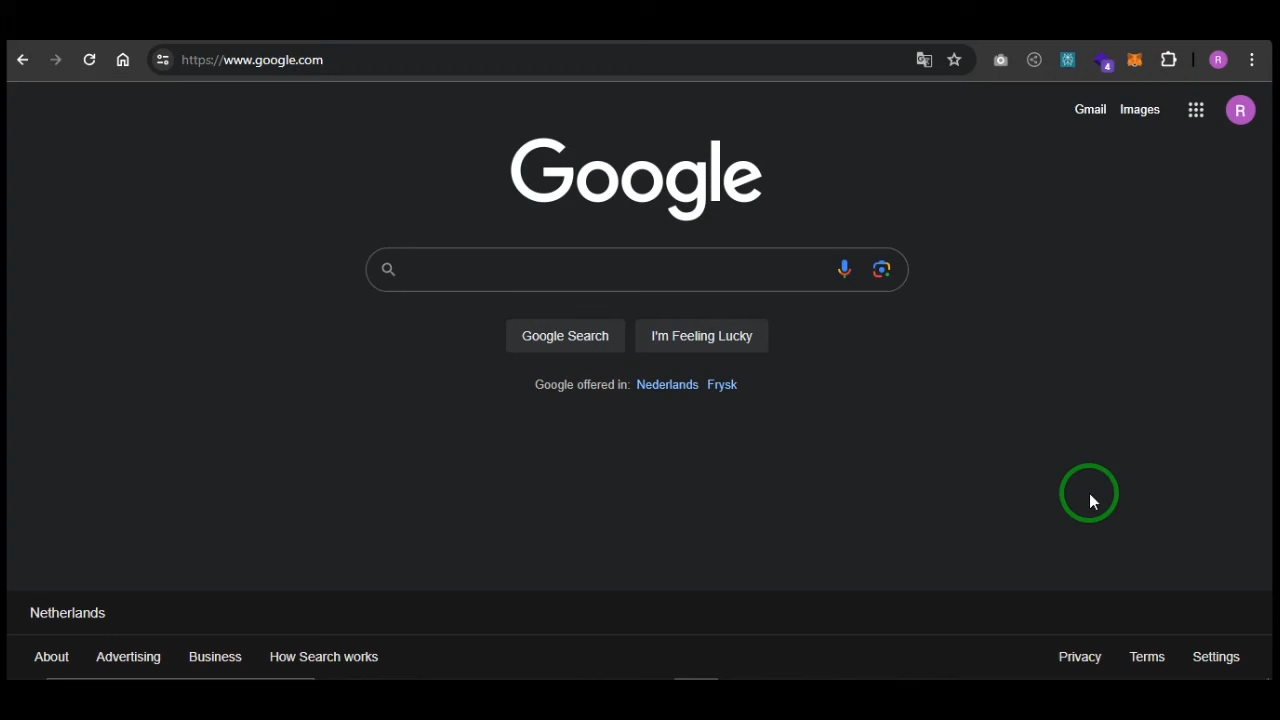 https://www.google.com
4
R
Gmail Images
R
Google
Google Search I'm Feeling Lucky
Google offered in: Nederlands Frysk
Netherlands
About Advertising Business How Search works Privacy Terms Settings